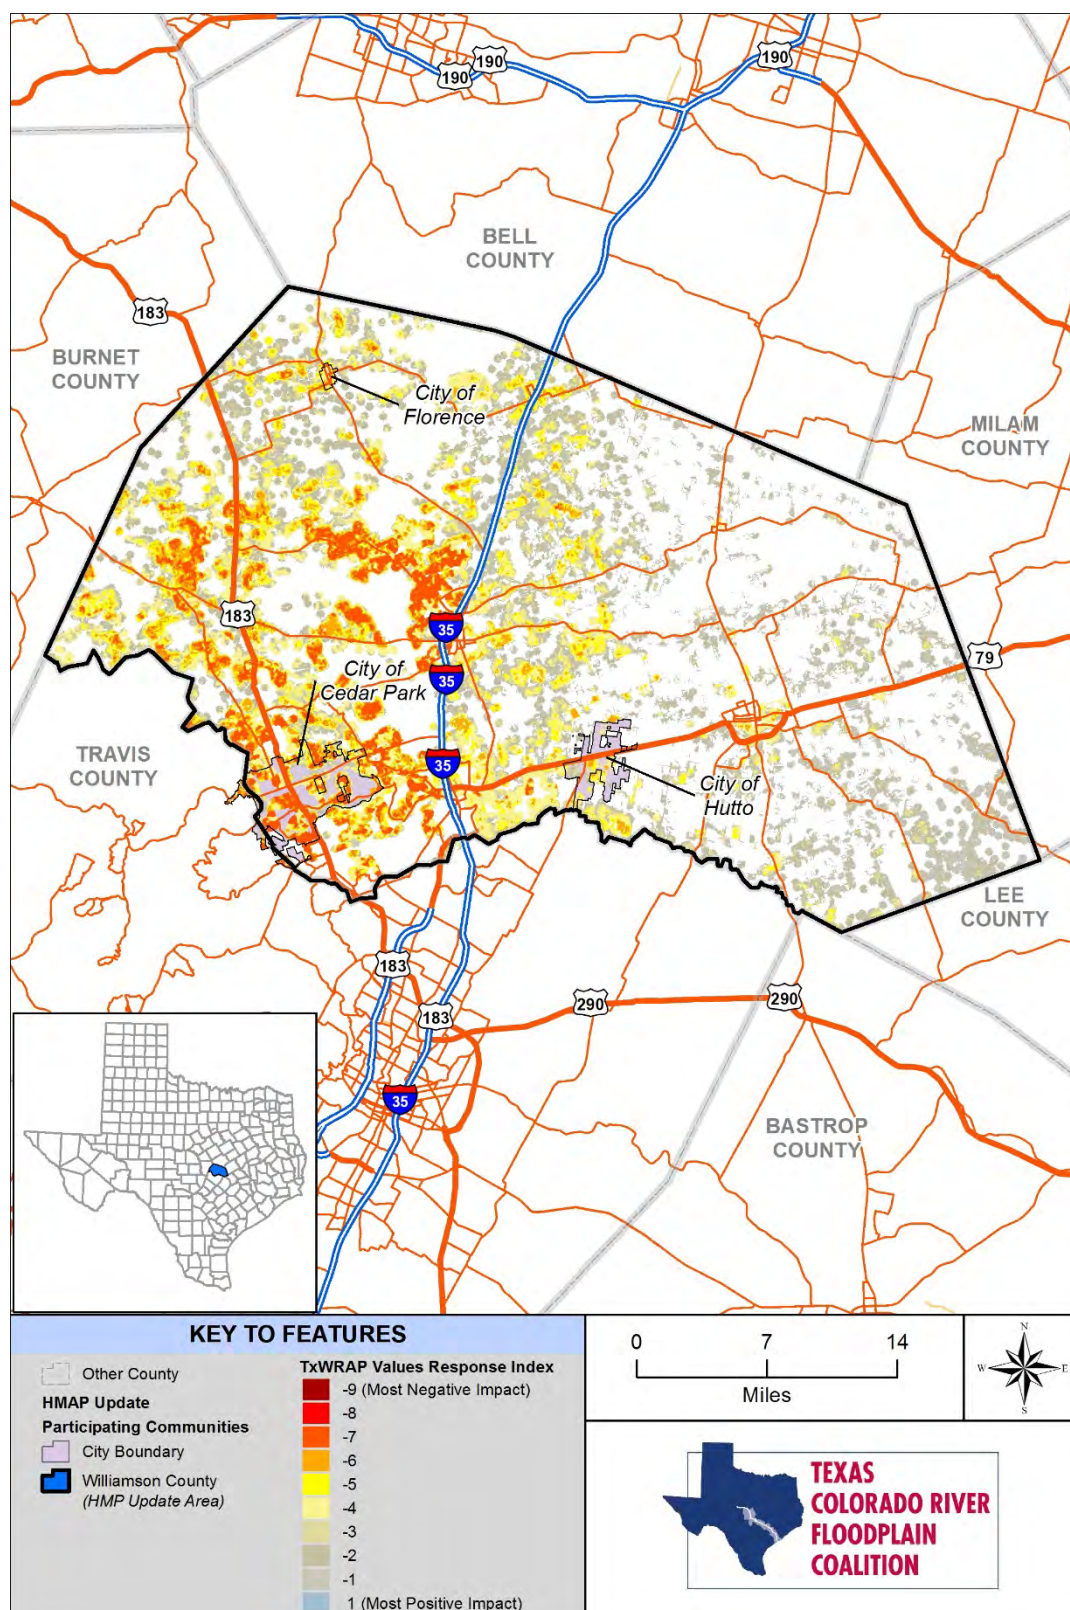 190
190
190
BELL
COUNTY
183
BURNET
COUNTY
City of
Florence
MILAM
COUNTY
183
35
35
79
City of
Cedar Park
TRAVIS
COUNTY
35
City of
Hutto
LEE
COUNTY
183
183
290
290
35
BASTROP
COUNTY
KEY TO FEATURES
Other County
HMAP Update
Participating Communities
City Boundary
Williamson County
(HMP Update Area)
TxWRAP Values Response Index
-9 (Most Negative Impact)
-8
-7
-6
-5
-4
-3
-2
-1
1 (Most Positive Impact)
0 7 14
Miles
N
W E
S
TEXAS
COLORADO RIVER
FLOODPLAIN
COALITION